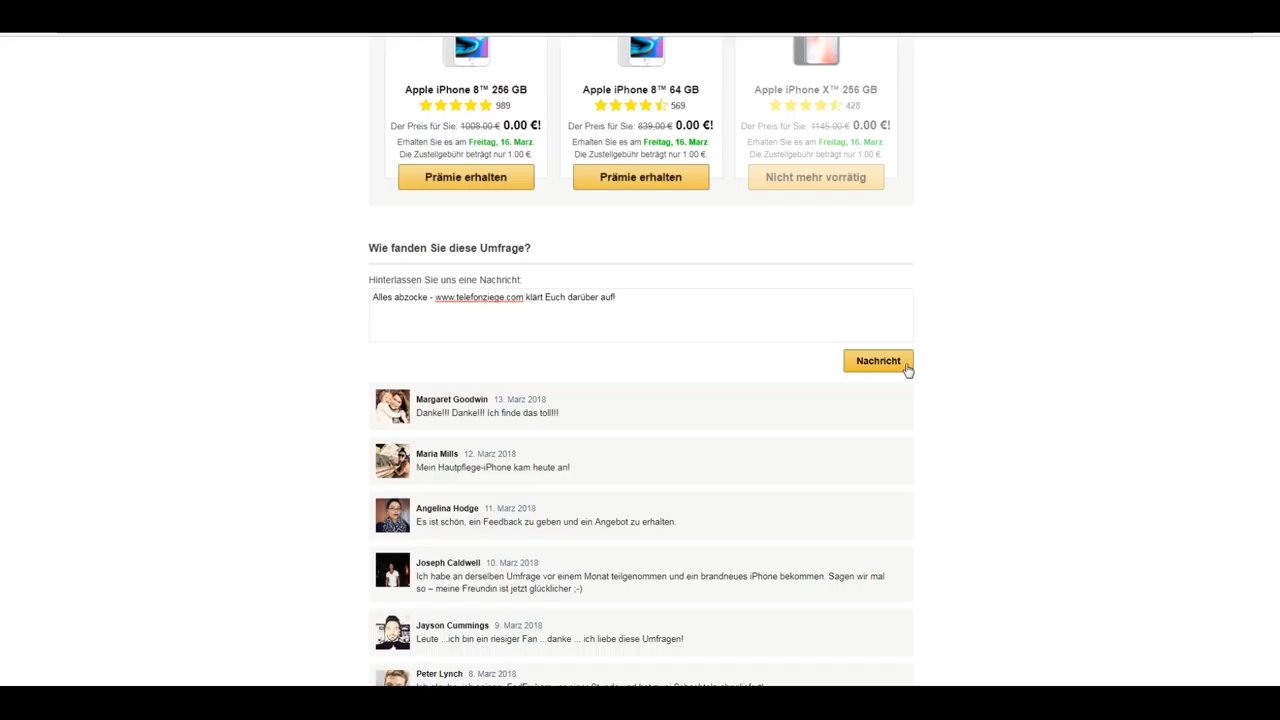 Apple iPhone 8™ 256 GB
989
Der Preis für Sie: 1008.00 € 0.00 €!
Erhalten Sie es am Freitag, 16. Marz.
Die Zustellgebühr beträgt nur 1.00 €.
Prämie erhalten
Apple iPhone 8™ 64 GB
569
Der Preis für Sie: 839,00 € 0.00 €!
Erhalten Sie es am Freitag, 16. Marz.
Die Zustellgebühr beträgt nur 1.00 €.
Prämie erhalten
Apple iPhone X™ 256 GB
428
Der Preis für Sie: 1145.00 € 0.00 €!
Erhalten Sie es am Freitag, 16. Marz.
Die Zustellgebühr beträgt nur 1.00 €.
Nicht mehr vorrätig
Wie fanden Sie diese Umfrage?
Hinterlassen Sie uns eine Nachricht:
Alles abzocke - www.telefonziege.com klärt Euch darüber auf!
Nachricht
Margaret Goodwin 13. Marz 2018
Danke!!! Danke!!! Ich finde das toll!!!
Maria Mills 12. Marz 2018
Mein Hautpflege-iPhone kam heute an!
Angelina Hodge 11. Marz 2018
Es ist schön, ein Feedback zu geben und ein Angebot zu erhalten.
Joseph Caldwell 10. Marz 2018
Ich habe an derselben Umfrage vor einem Monat teilgenommen und ein brandneues iPhone bekommen. Sagen wir mal
so – meine Freundin ist jetzt glücklicher ;-)
Jayson Cummings 9. Marz 2018
Leute ...ich bin ein riesiger Fan ...danke ... ich liebe diese Umfragen!
Peter Lynch 8. Marz 2018